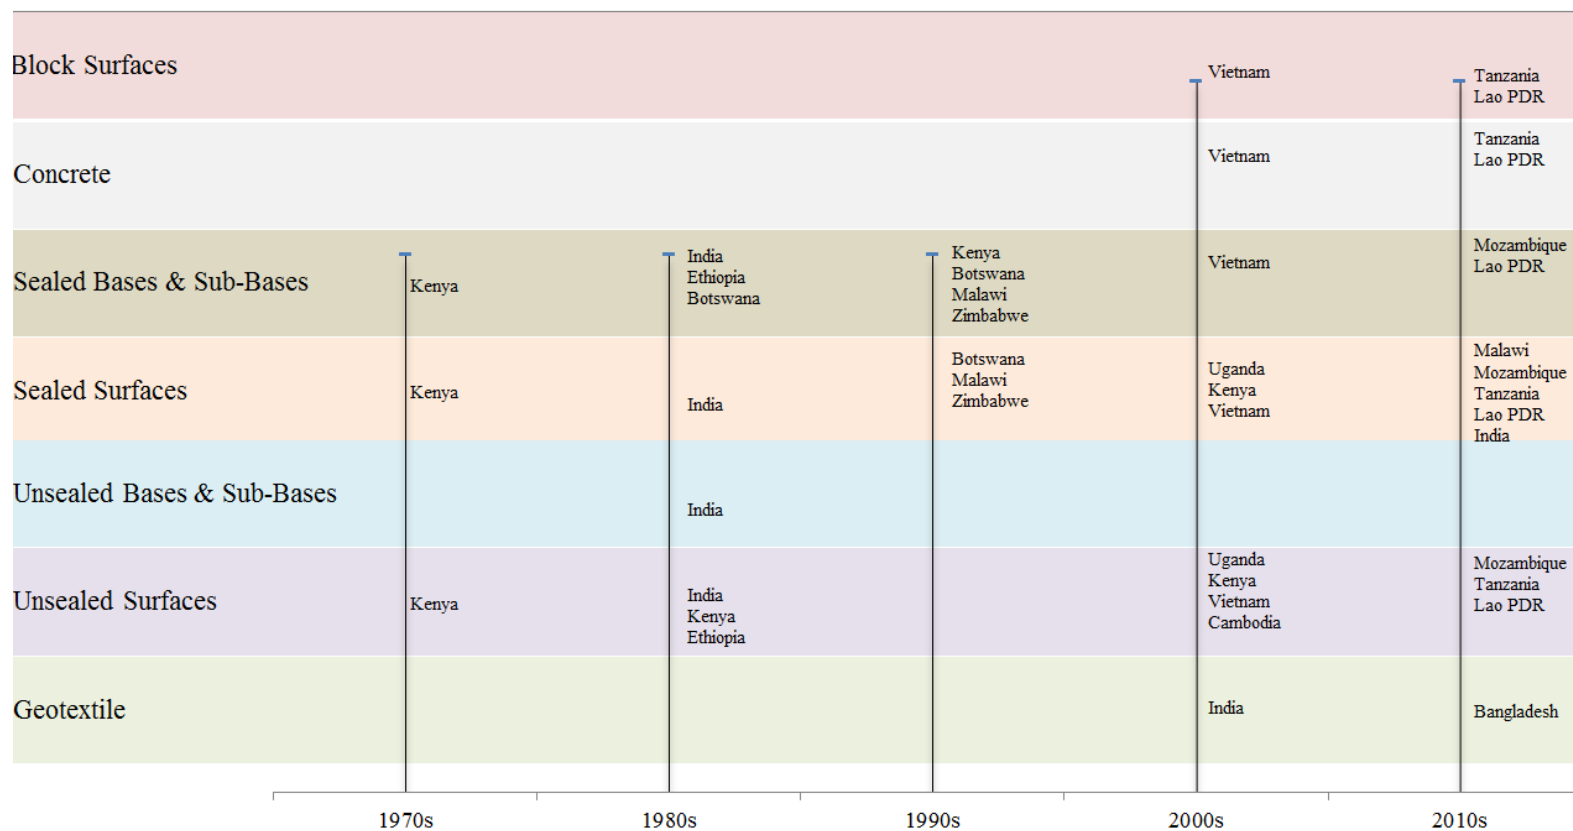 Block Surfaces
Vietnam
Tanzania
Lao PDR
Concrete
Vietnam
Tanzania
Lao PDR
Sealed Bases & Sub-Bases
Kenya
India
Ethiopia
Botswana
Kenya
Botswana
Malawi
Zimbabwe
Vietnam
Mozambique
Lao PDR
Sealed Surfaces
Kenya
India
Botswana
Malawi
Zimbabwe
Uganda
Kenya
Vietnam
Malawi
Mozambique
Tanzania
Lao PDR
India
Unsealed Bases & Sub-Bases
India
Unsealed Surfaces
Kenya
India
Kenya
Ethiopia
Uganda
Kenya
Vietnam
Cambodia
Mozambique
Tanzania
Lao PDR
Geotextile
India
Bangladesh
1970s 1980s 1990s 2000s 2010s